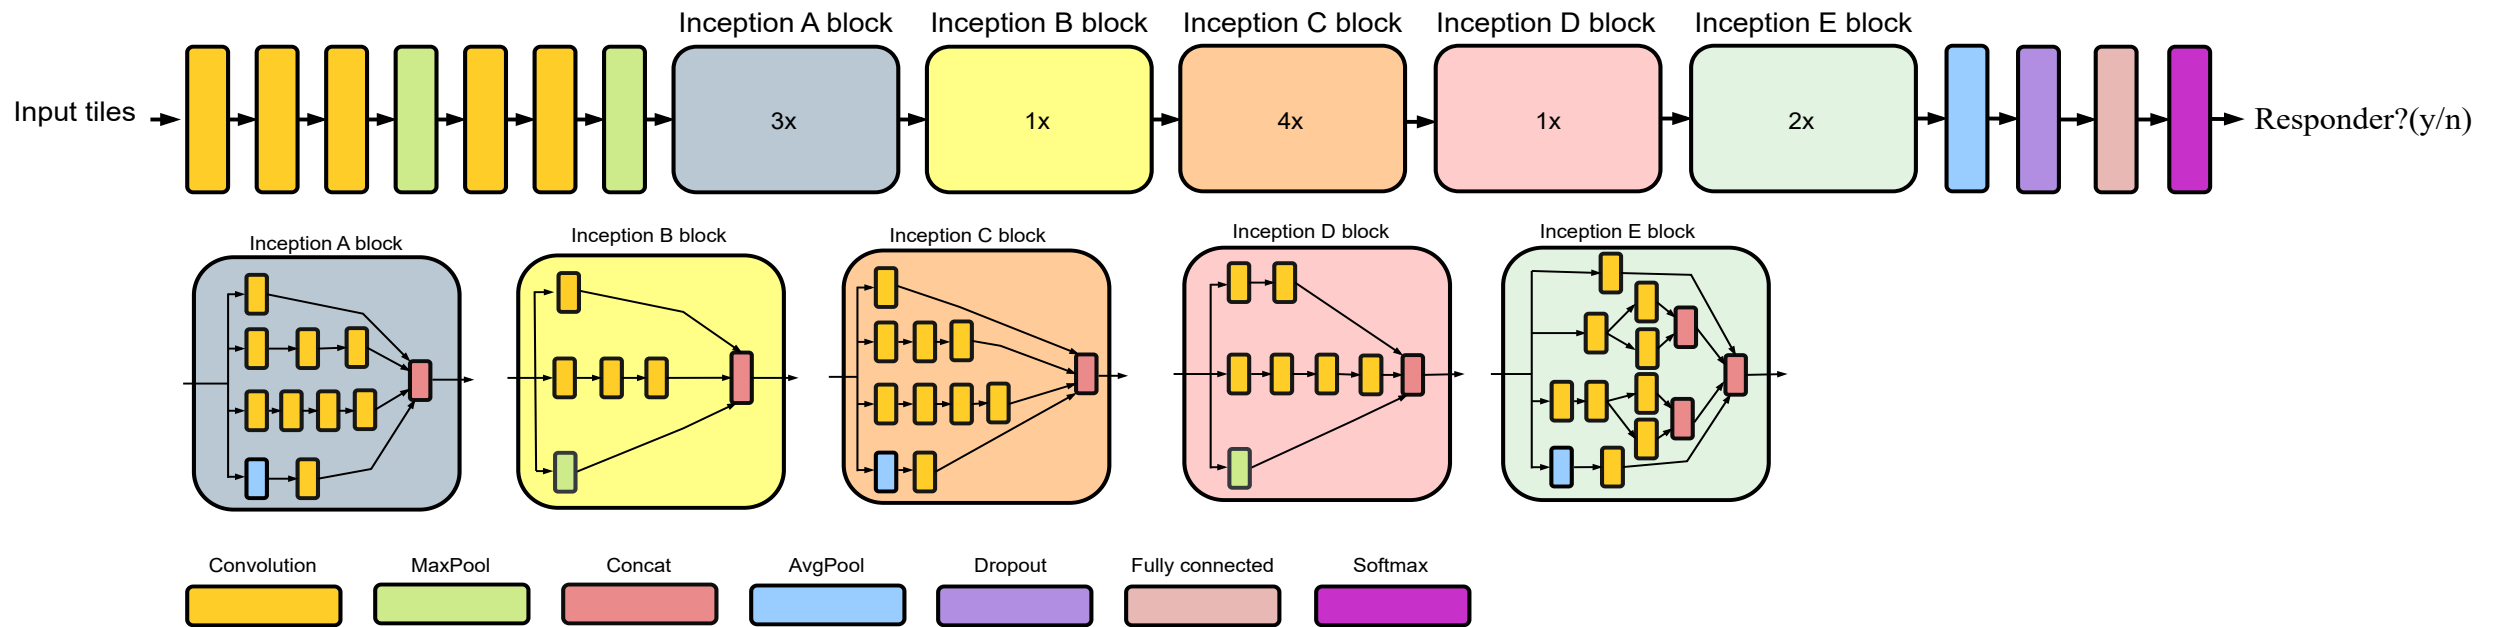 Inception A block
Inception B block
Inception C block
Inception D block
Inception E block
Input tiles
3x
1x
4x
1x
2x
Responder?(y/n)
Inception A block
Inception B block
Inception C block
Inception D block
Inception E block
Convolution
MaxPool
Concat
AvgPool
Dropout
Fully connected
Softmax